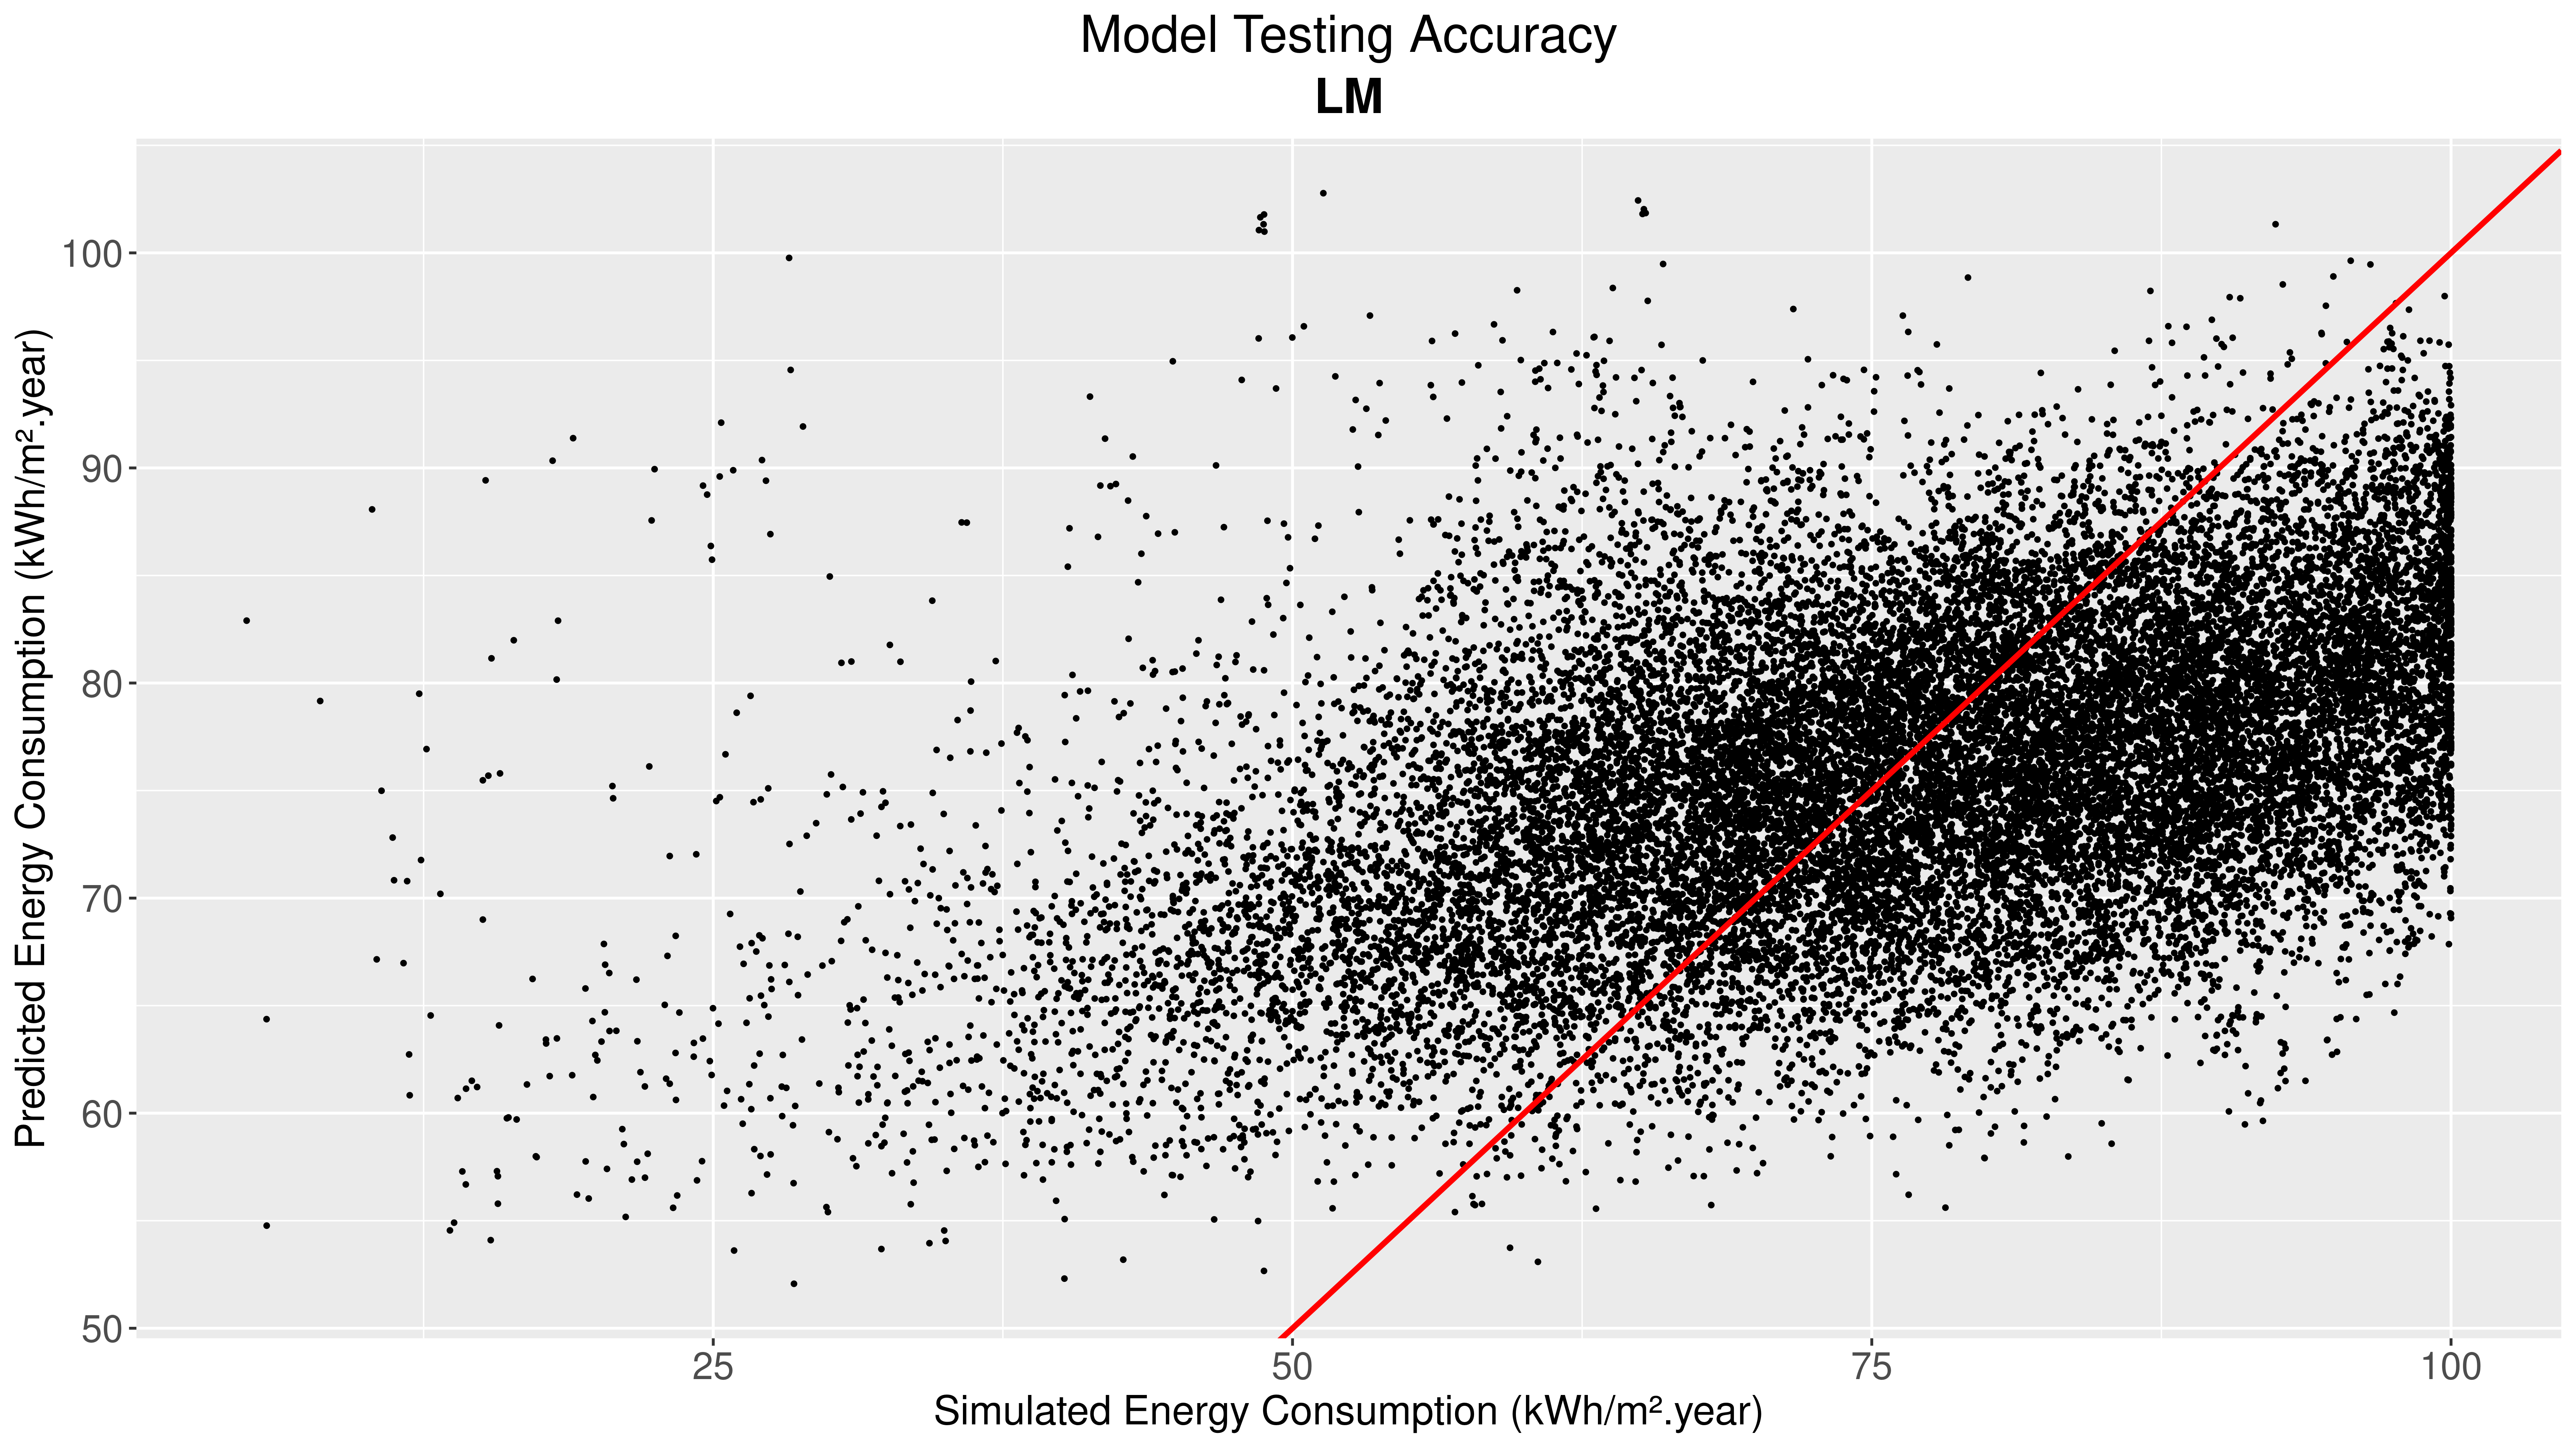 Model Testing Accuracy
LM
Predicted Energy Consumption (kWh/m².year)
100
90
80
70
60
50
25 50 75 100
Simulated Energy Consumption (kWh/m².year)